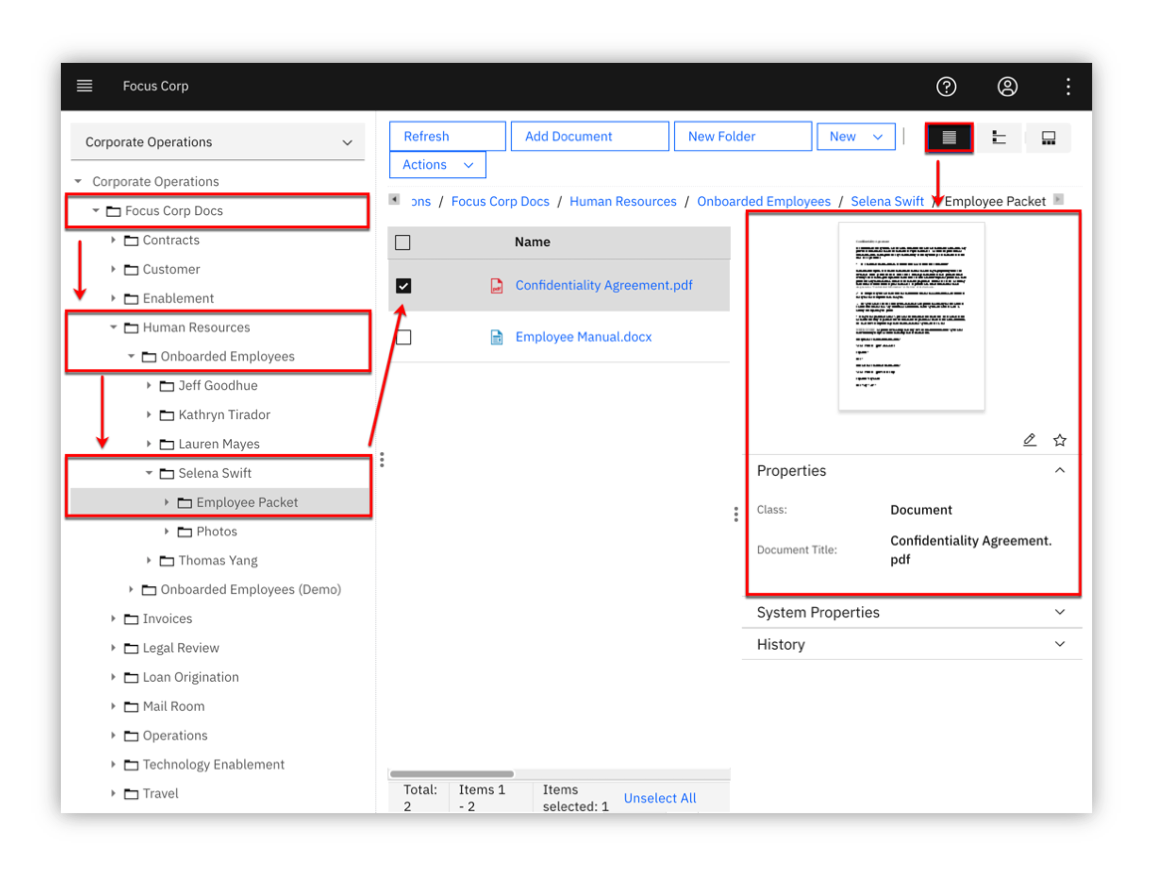 Focus Corp
Corporate Operations
Corporate Operations
Focus Corp Docs
Contracts
Customer
Enablement
Human Resources
Onboarded Employees
Jeff Goodhue
Kathryn Tirador
Lauren Mayes
Selena Swift
Employee Packet
Photos
Thomas Yang
Onboarded Employees (Demo)
Invoices
Legal Review
Loan Origination
Mail Room
Operations
Technology Enablement
Travel
Refresh
Add Document
New Folder
New
Actions
ons / Focus Corp Docs / Human Resources / Onboarded Employees / Selena Swift / Employee Packet
Name
Confidentiality Agreement.pdf
Employee Manual.docx
Total:
2
Items 1
- 2
Items
selected: 1
Unselect All
Properties
Class: Document
Document Title: Confidentiality Agreement.
pdf
System Properties
History